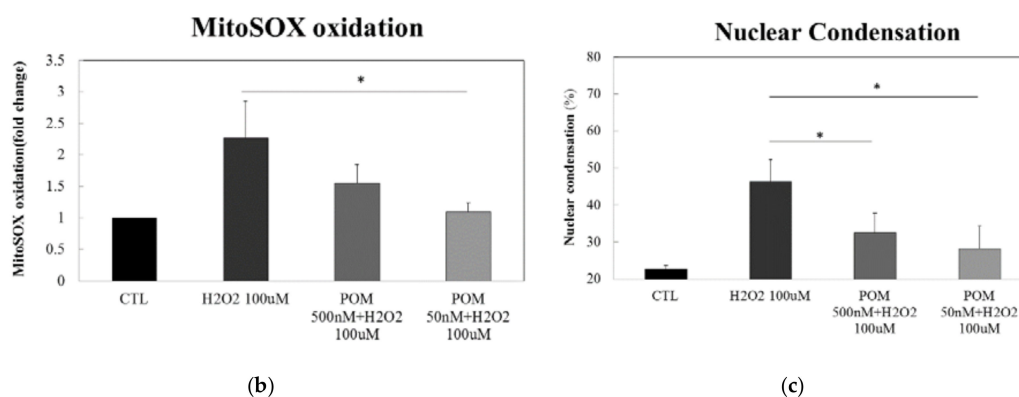 MitoSOX oxidation
MitoSOX oxidation(fold change)
3.5
3
2.5
2
1.5
1
0.5
0
*
CTL
H2O2 100uM
POM
500nM+H2O2
100uM
POM
50nM+H2O2
100uM
(b)
Nuclear Condensation
Nuclear condensation (%)
80
70
60
50
40
30
20
*
*
CTL
H2O2 100uM
POM
500nM+H2O2
100uM
POM
50nM+H2O2
100uM
(c)